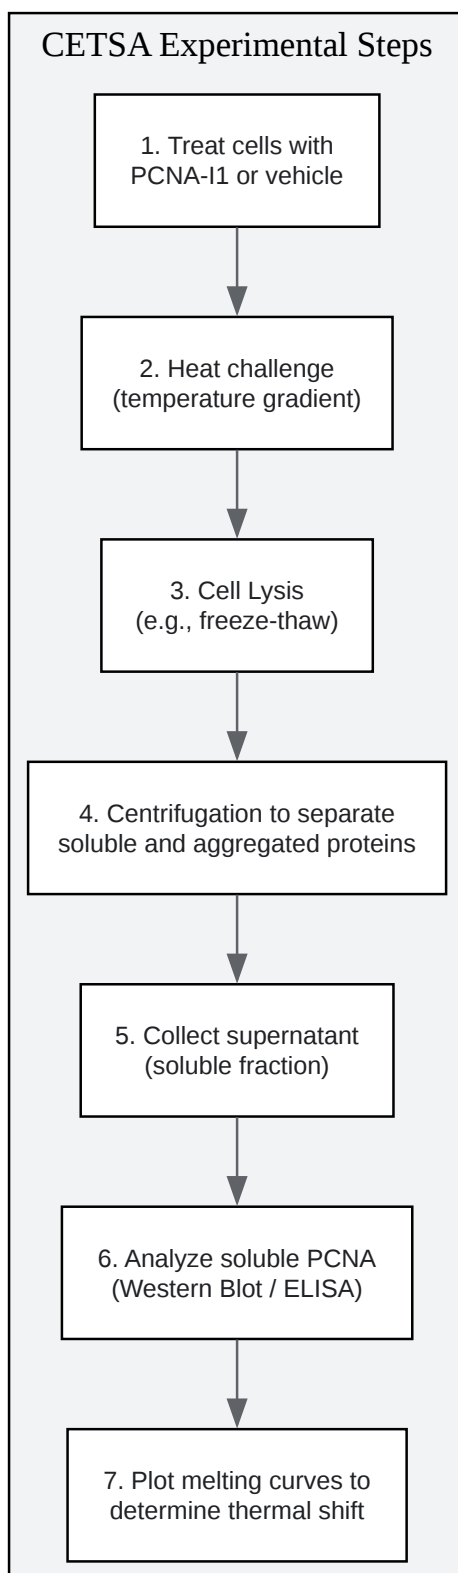 CETSA Experimental Steps
1. Treat cells with
PCNA-I1 or vehicle
2. Heat challenge
(temperature gradient)
3. Cell Lysis
(e.g., freeze-thaw)
4. Centrifugation to separate
soluble and aggregated proteins
5. Collect supernatant
(soluble fraction)
6. Analyze soluble PCNA
(Western Blot / ELISA)
7. Plot melting curves to
determine thermal shift